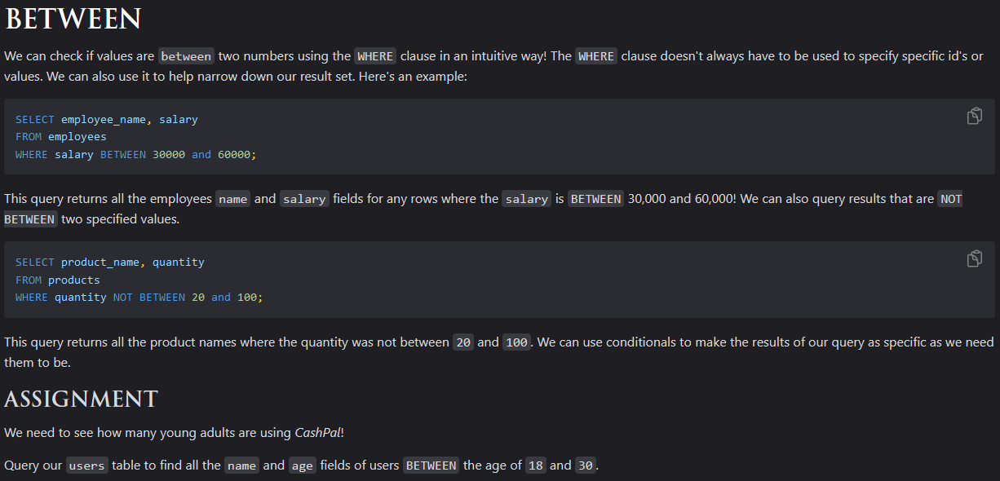 BETWEEN
We can check if values are between two numbers using the WHERE clause in an intuitive way! The WHERE clause doesn't always have to be used to specify specific id's or
values. We can also use it to help narrow down our result set. Here's an example:
SELECT employee_name, salary
FROM employees
WHERE salary BETWEEN 30000 and 60000;
This query returns all the employees name and salary fields for any rows where the salary is BETWEEN 30,000 and 60,000! We can also query results that are NOT
BETWEEN two specified values.
SELECT product_name, quantity
FROM products
WHERE quantity NOT BETWEEN 20 and 100;
This query returns all the product names where the quantity was not between 20 and 100. We can use conditionals to make the results of our query as specific as we need
them to be.
ASSIGNMENT
We need to see how many young adults are using CashPal!
Query our users table to find all the name and age fields of users BETWEEN the age of 18 and 30.